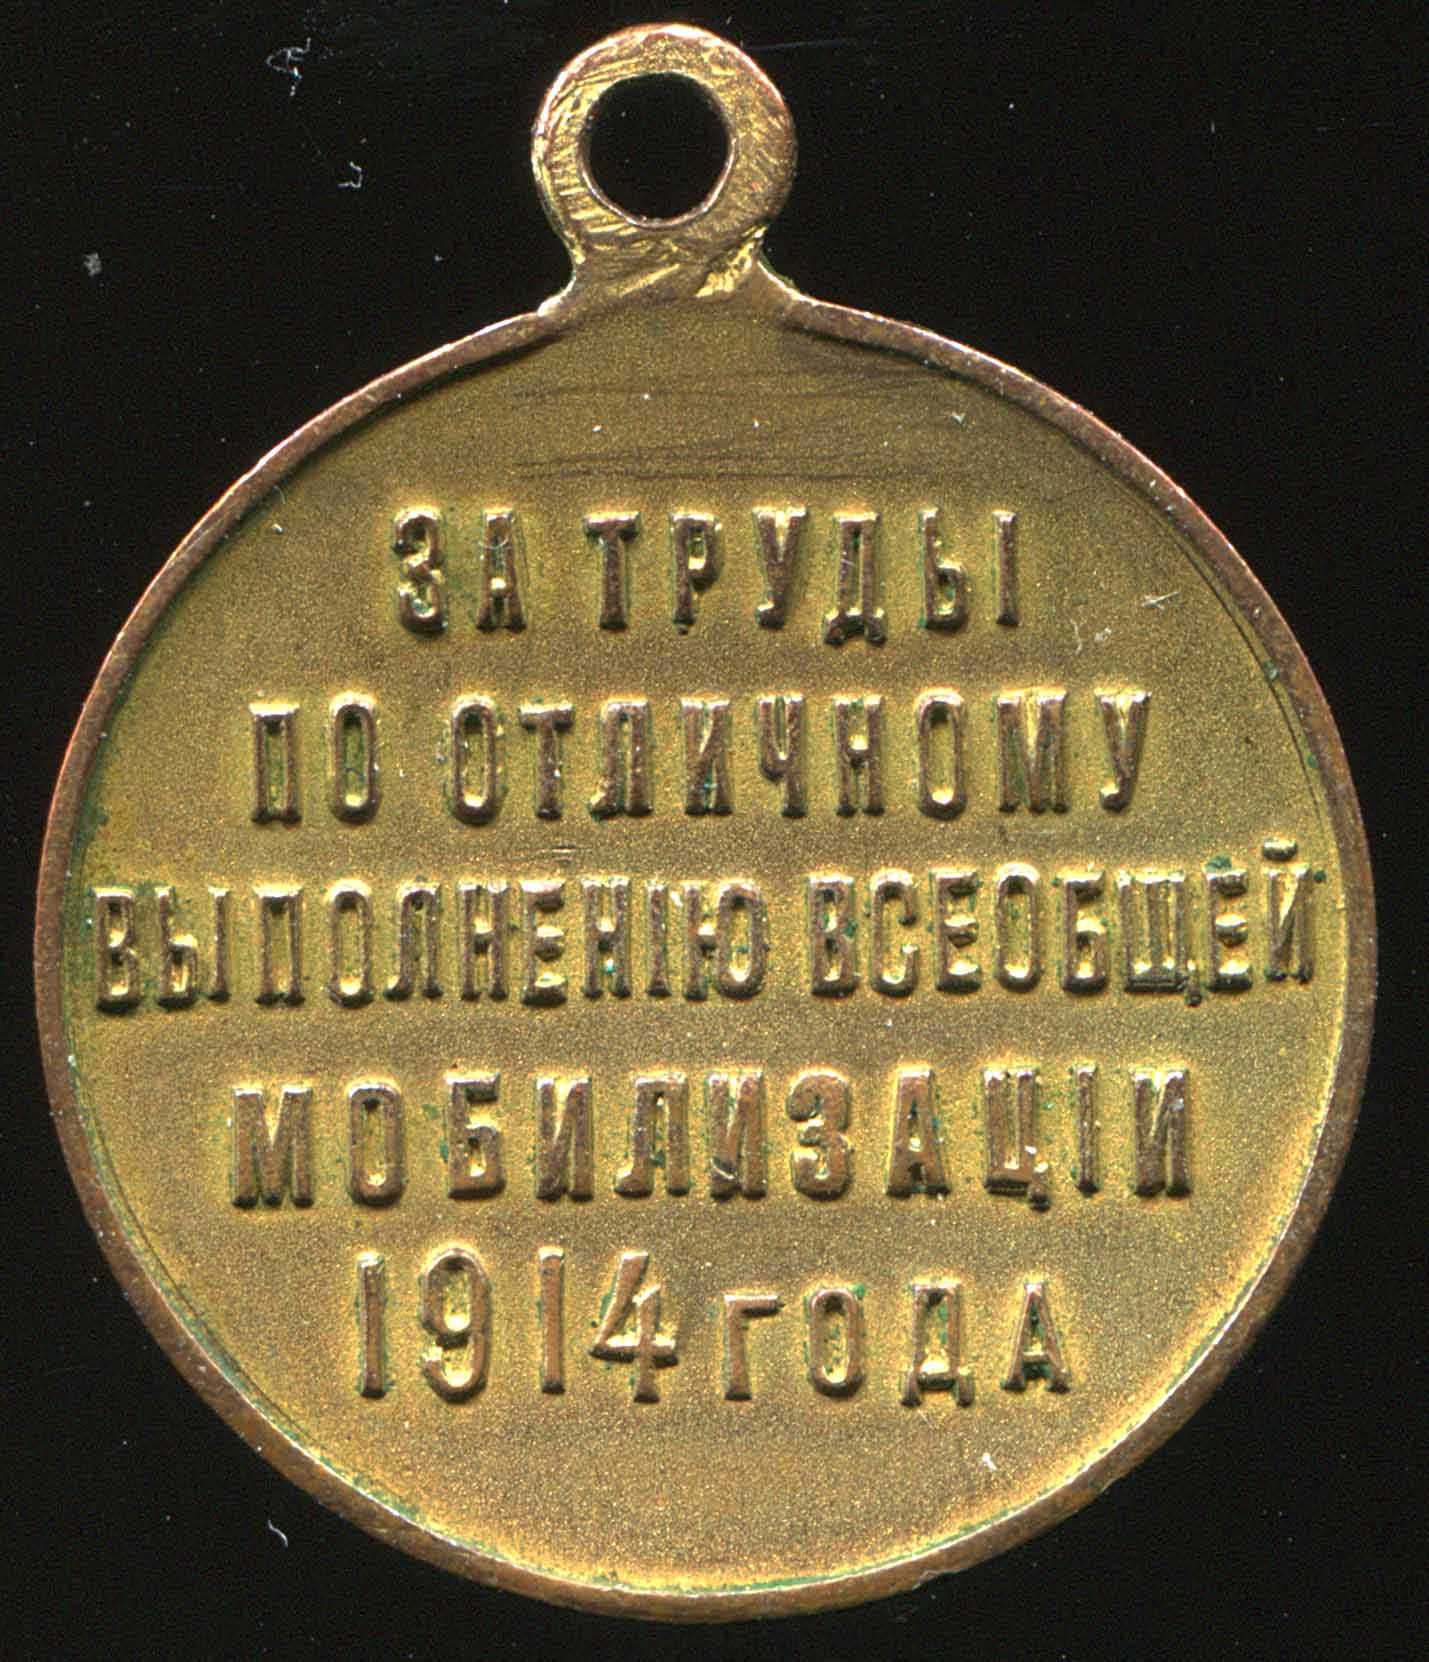 ЗА ТРУДЫ
ПО ОТЛИЧНОМУ
ВЫПОЛНЕНІЮ ВСЕОБЩЕЙ
МОБИЛИЗАЦІИ
1914 ГОДА